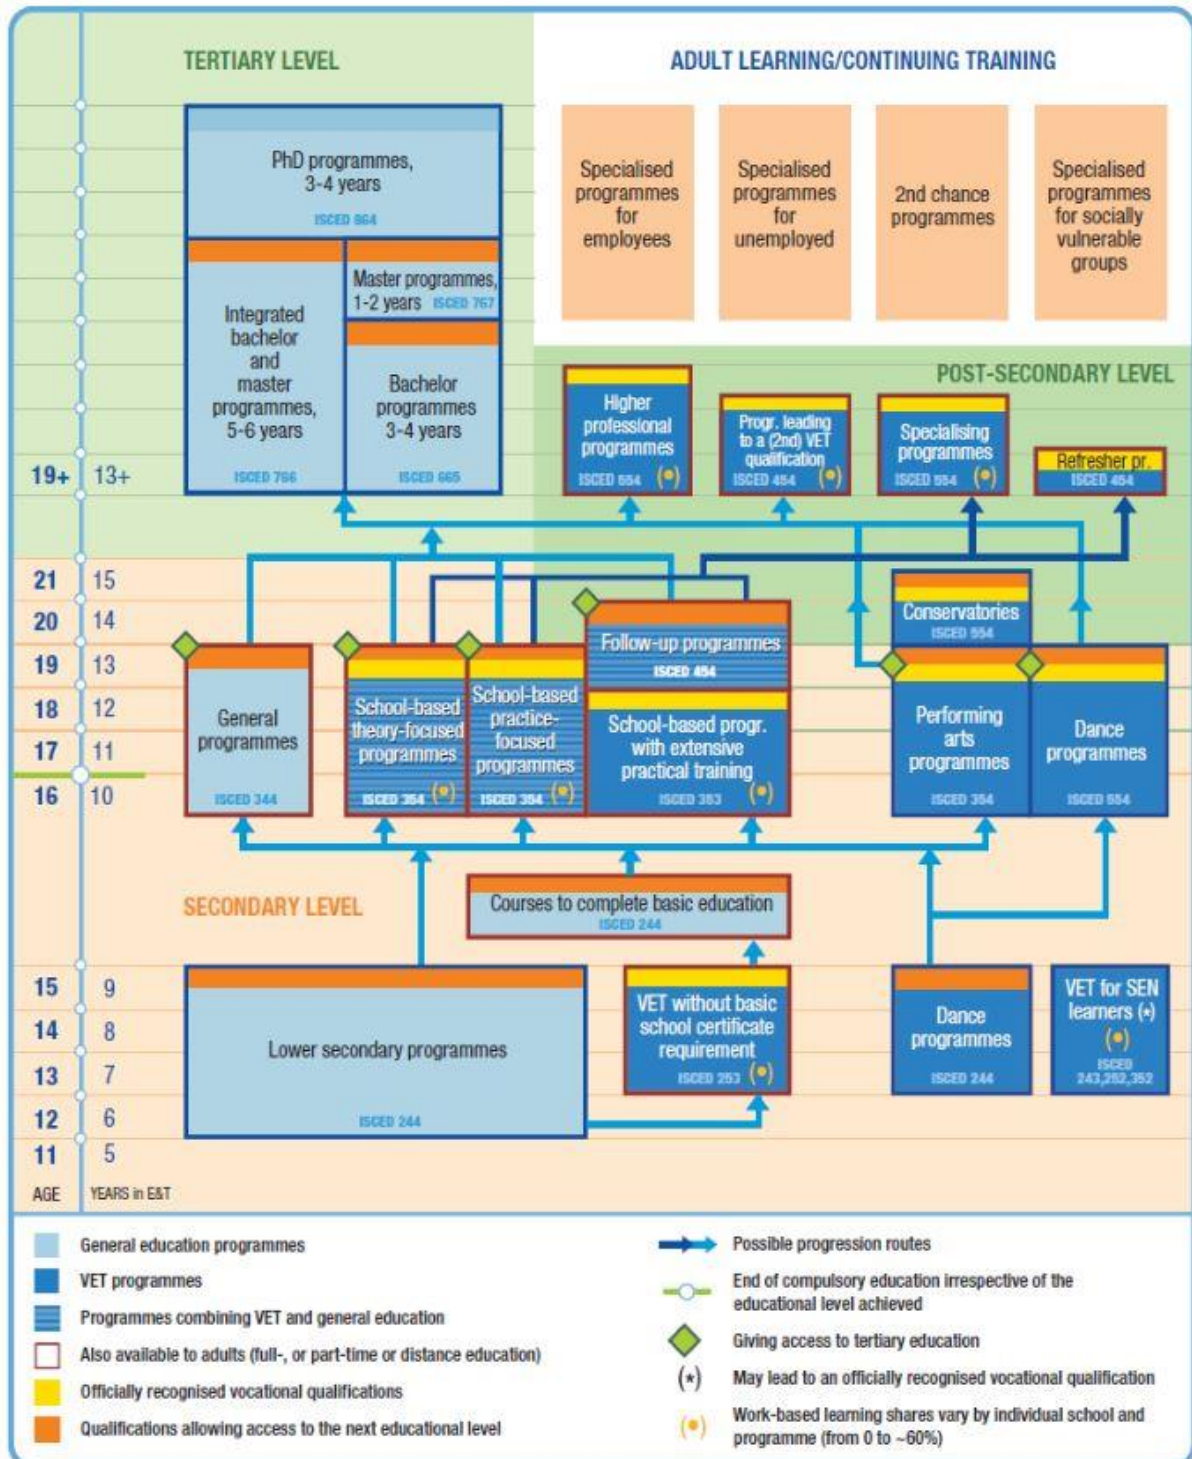 TERTIARY LEVEL
ADULT LEARNING/CONTINUING TRAINING
PhD programmes,
3-4 years
ISCED 864
Specialised
programmes
for
employees
Specialised
programmes
for
unemployed
2nd chance
programmes
Specialised
programmes
for socially
vulnerable
groups
Integrated
bachelor
and
master
programmes,
5-6 years
ISCED 766
Master programmes,
1-2 years ISCED 767
Bachelor
programmes
3-4 years
ISCED 665
POST-SECONDARY LEVEL
Higher
professional
programmes
ISCED 554 (•)
Progr. leading
to a (2nd) VET
qualification
ISCED 454 (•)
Specialising
programmes
ISCED 554 (•)
Refresher pr.
ISCED 454
19+ 13+
21 15
20 14
19 13
18 12
17 11
16 10
General
programmes
ISCED 344
School-based
theory-focused
programmes
ISCED 354 (•)
School-based
practice-
focused
programmes
ISCED 354 (•)
Follow-up programmes
ISCED 454
School-based progr.
with extensive
practical training
ISCED 353 (•)
Conservatories
ISCED 554
Performing
arts
programmes
ISCED 354
Dance
programmes
ISCED 554
SECONDARY LEVEL
Courses to complete basic education
ISCED 244
15 9
14 8
13 7
12 6
11 5
AGE YEARS in E&T
Lower secondary programmes
ISCED 244
VET without basic
school certificate
requirement
ISCED 253 (•)
Dance
programmes
ISCED 244
VET for SEN
learners (*)
(•)
ISCED
243,252,352
General education programmes
VET programmes
Programmes combining VET and general education
Also available to adults (full-, or part-time or distance education)
Officially recognised vocational qualifications
Qualifications allowing access to the next educational level
Possible progression routes
End of compulsory education irrespective of the
educational level achieved
Giving access to tertiary education
(*) May lead to an officially recognised vocational qualification
(•) Work-based learning shares vary by individual school and
programme (from 0 to ~60%)